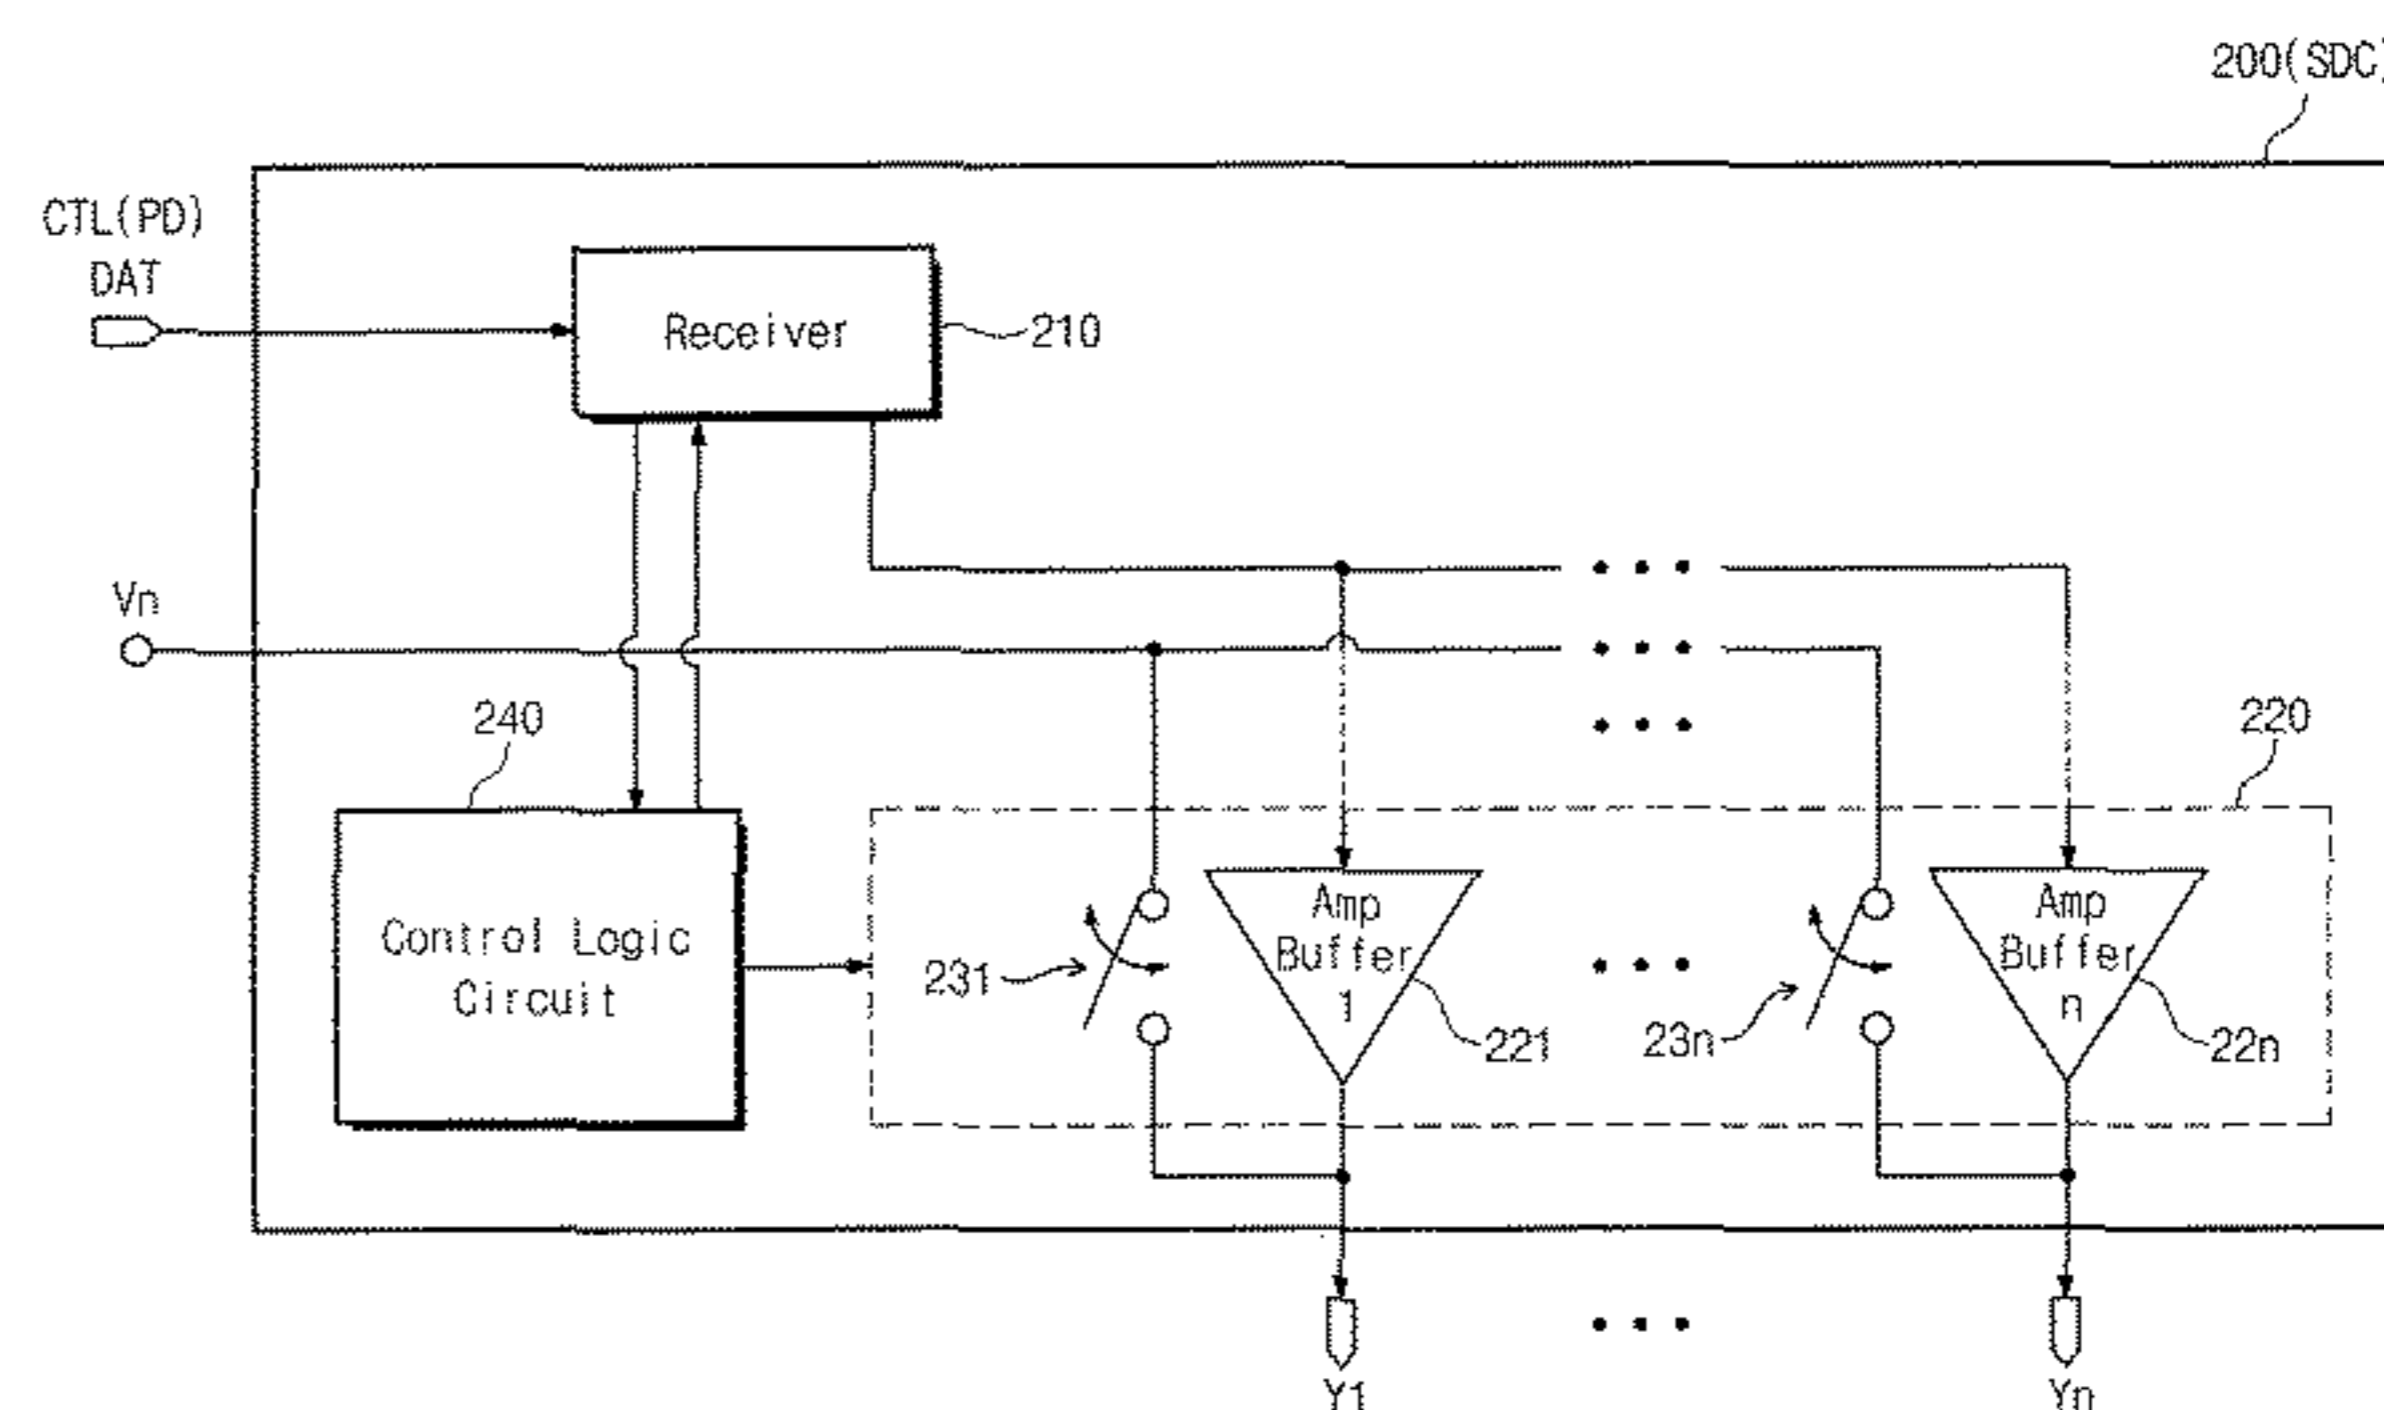 200(SDC)
CTL(PD)
DAT
Receiver
210
Vn
240
220
Control Logic
Circuit
231
Amp
Buffer
1
221
23n
Amp
Buffer
n
22n
Y1
Yn